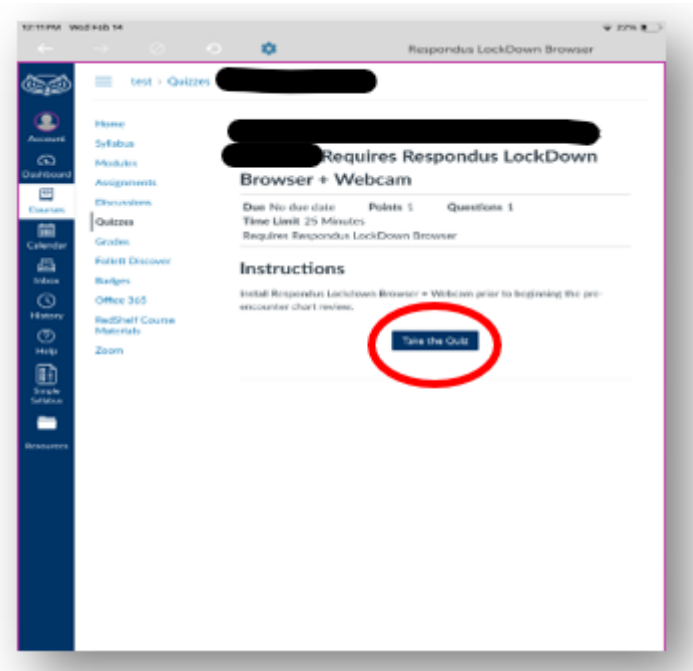 12:11 PM Wed Feb 14
22%
Respondus LockDown Browser
test › Quizzes
Account
Dashboard
Courses
Calendar
Inbox
History
Help
Simple
Syllabus
Resources
Home
Syllabus
Modules
Assignments
Discussions
Quizzes
Grades
Follett Discover
Badges
Office 365
RedShelf Course
Materials
Zoom
Requires Respondus LockDown
Browser + Webcam
Due No due date Points 1 Questions 1
Time Limit 25 Minutes
Requires Respondus LockDown Browser
Instructions
Install Respondus Lockdown Browser + Webcam prior to beginning the pre-
encounter chart review.
Take the Quiz